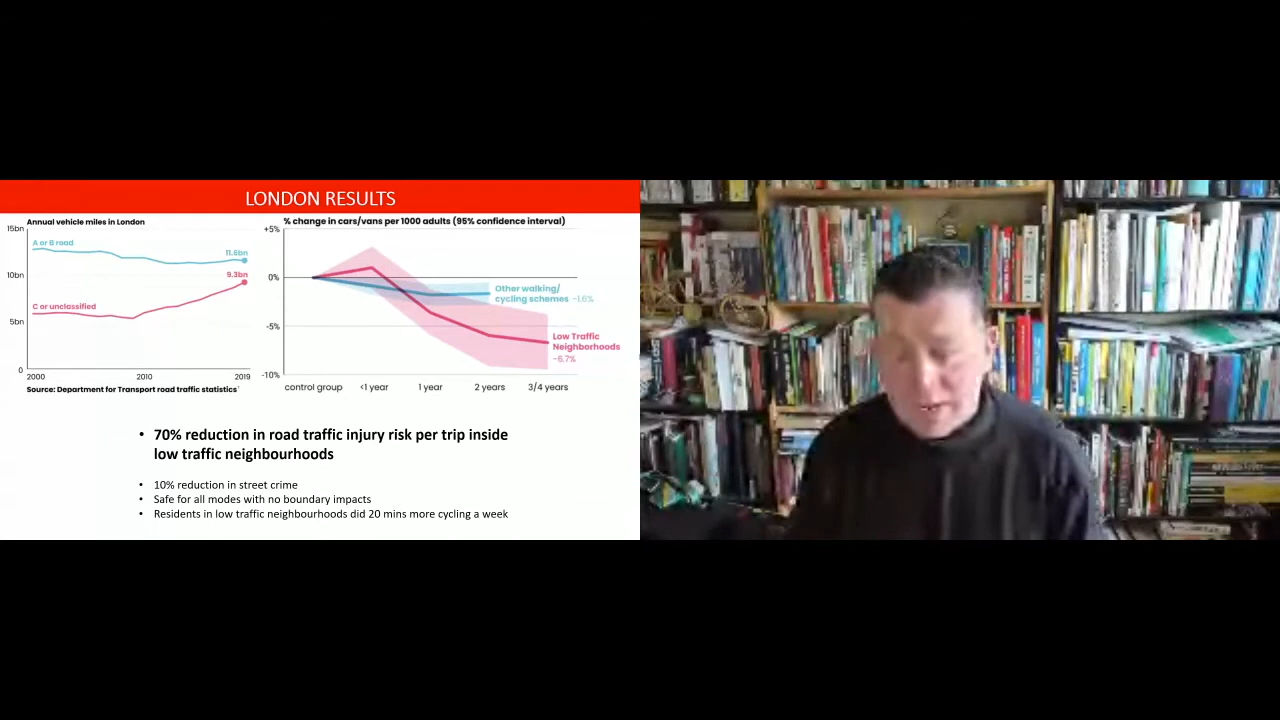 LONDON RESULTS
Annual vehicle miles in London
15bn
A or B road
11.8bn
10bn
9.3bn
C or unclassified
5bn
0
2000
2010
2019
Source: Department for Transport road traffic statistics
% change in cars/vans per 1000 adults (95% confidence interval)
+5%
0%
Other walking/
cycling schemes -1.6%
-5%
Low Traffic
Neighborhoods
-6.7%
-10%
control group
<1 year
1 year
2 years
3/4 years
• 70% reduction in road traffic injury risk per trip inside
low traffic neighbourhoods
• 10% reduction in street crime
• Safe for all modes with no boundary impacts
• Residents in low traffic neighbourhoods did 20 mins more cycling a week